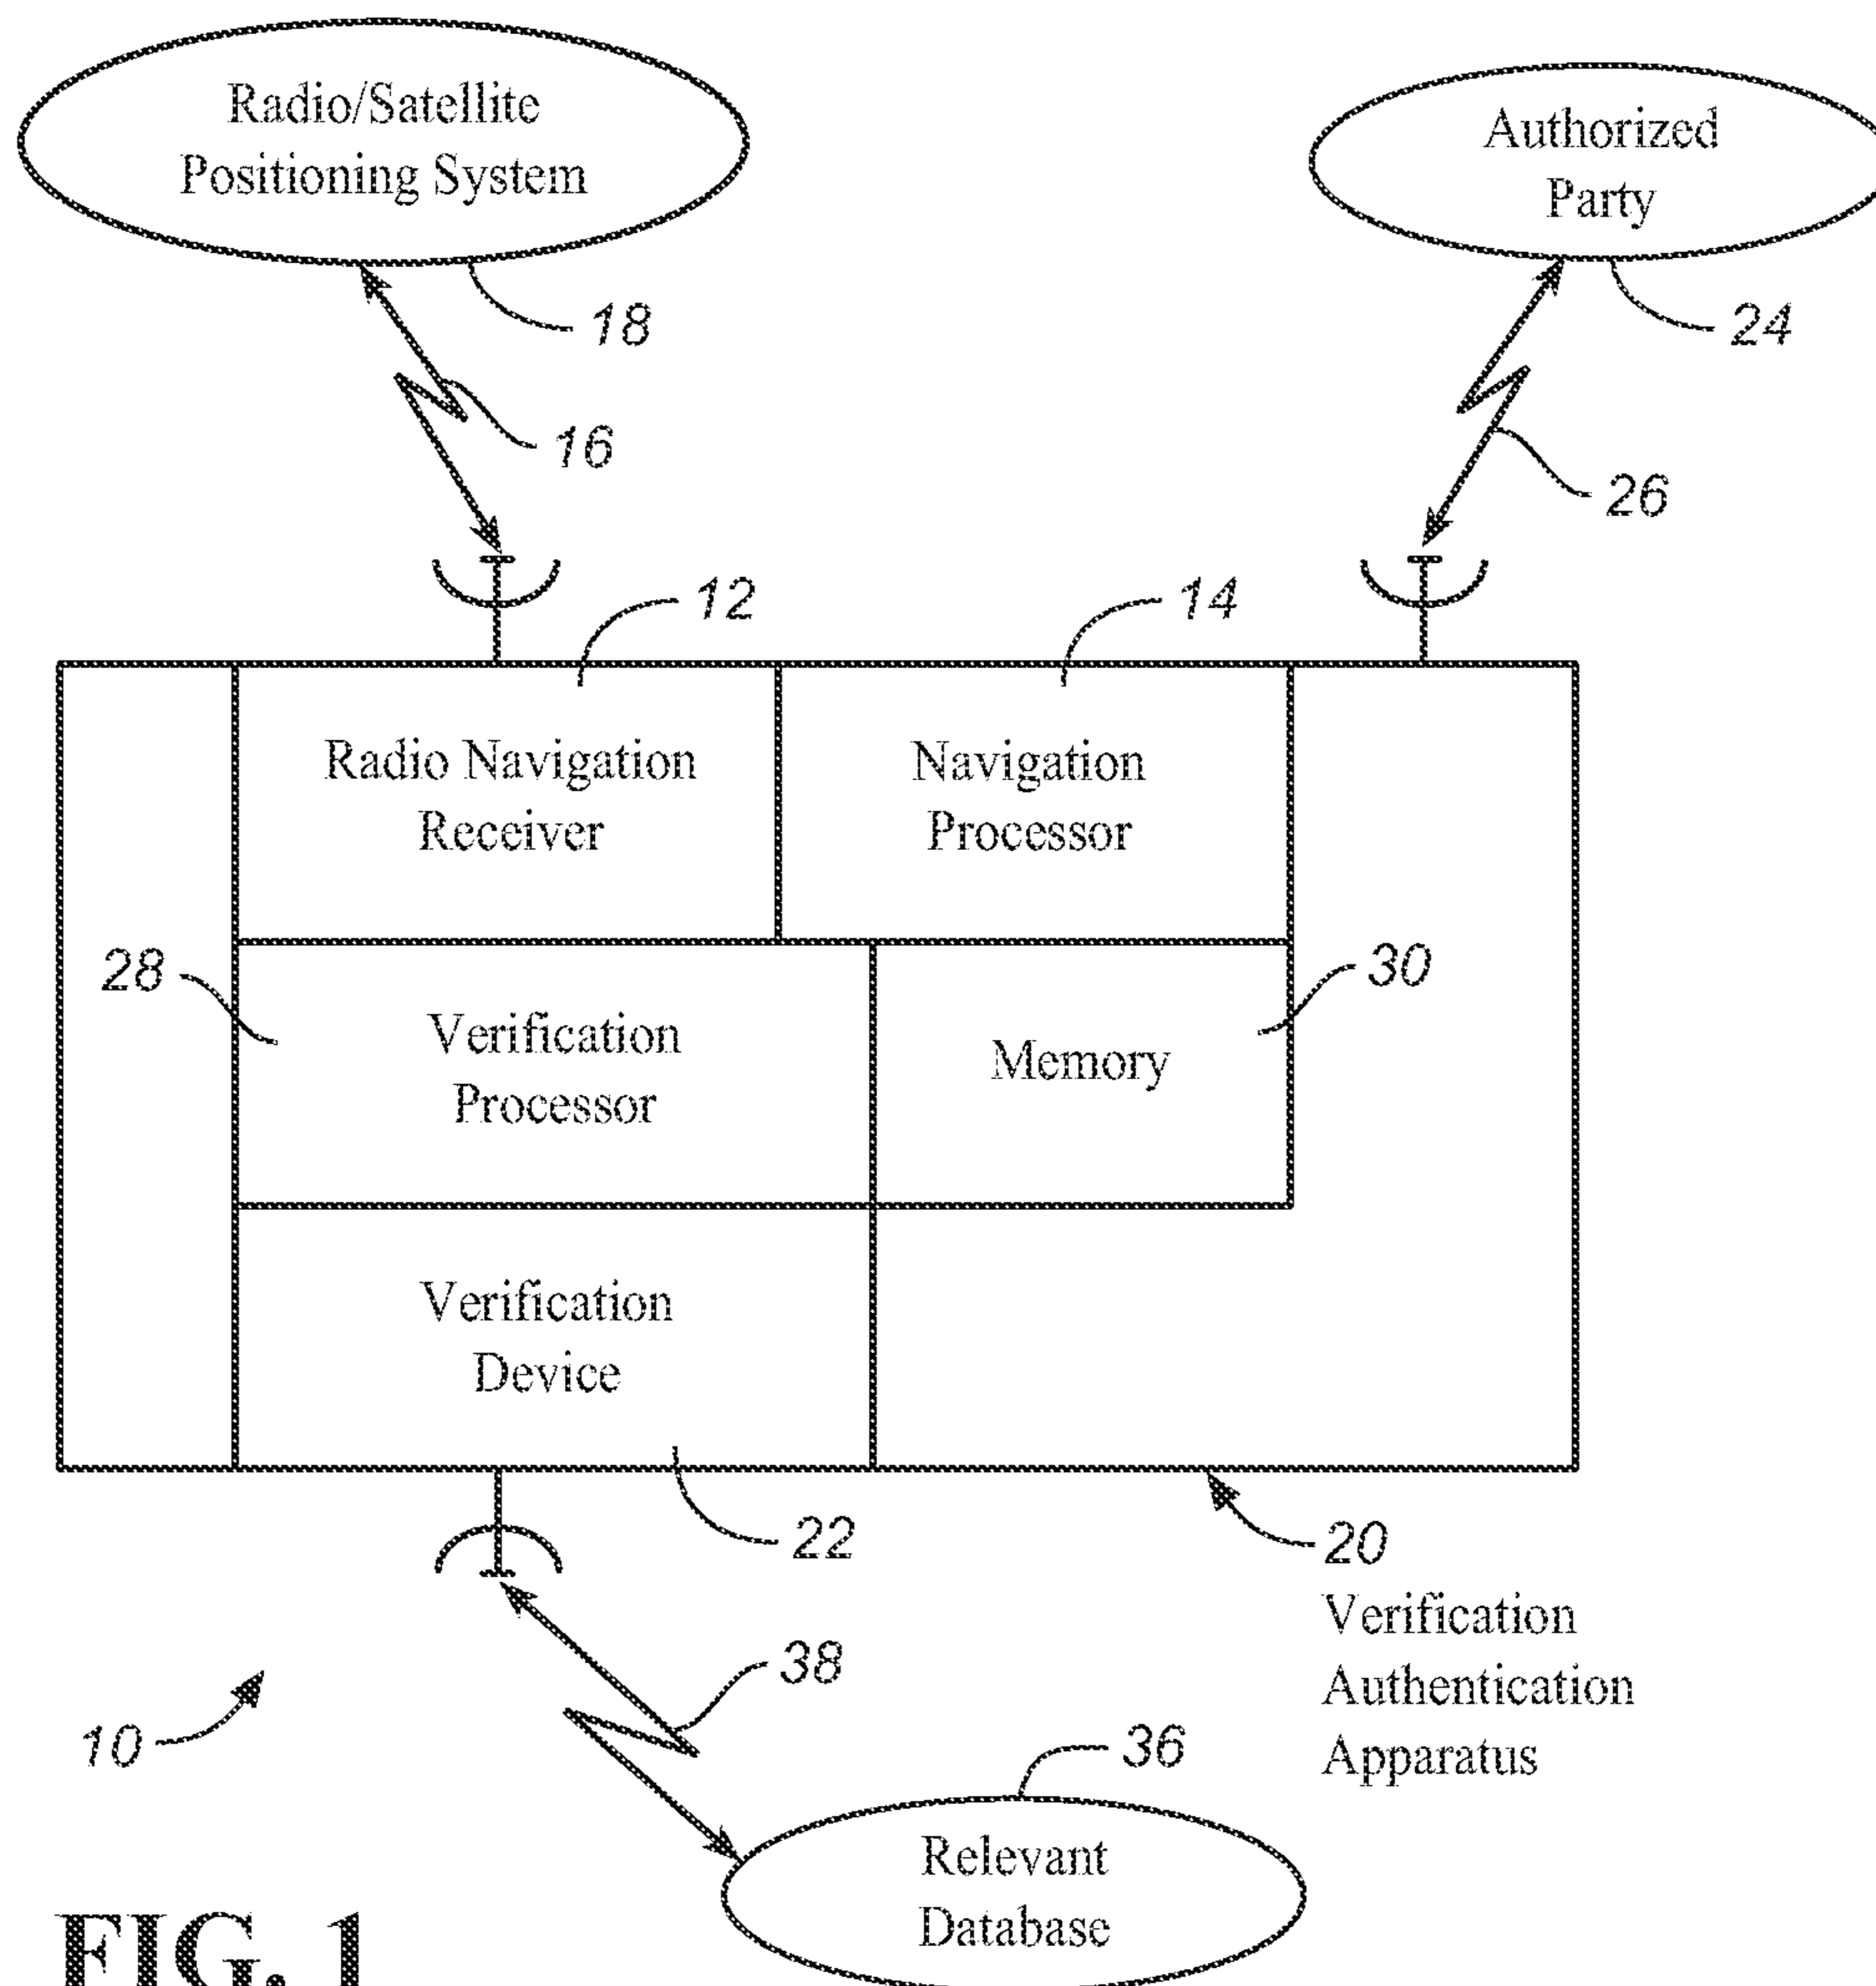 Radio/Satellite
Positioning System
Authorized
Party
18
24
16
26
12
14
Radio Navigation
Receiver
Navigation
Processor
28
30
Verification
Processor
Memory
Verification
Device
22
20
Verification
Authentication
Apparatus
38
10
36
Relevant
Database
FIG. 1